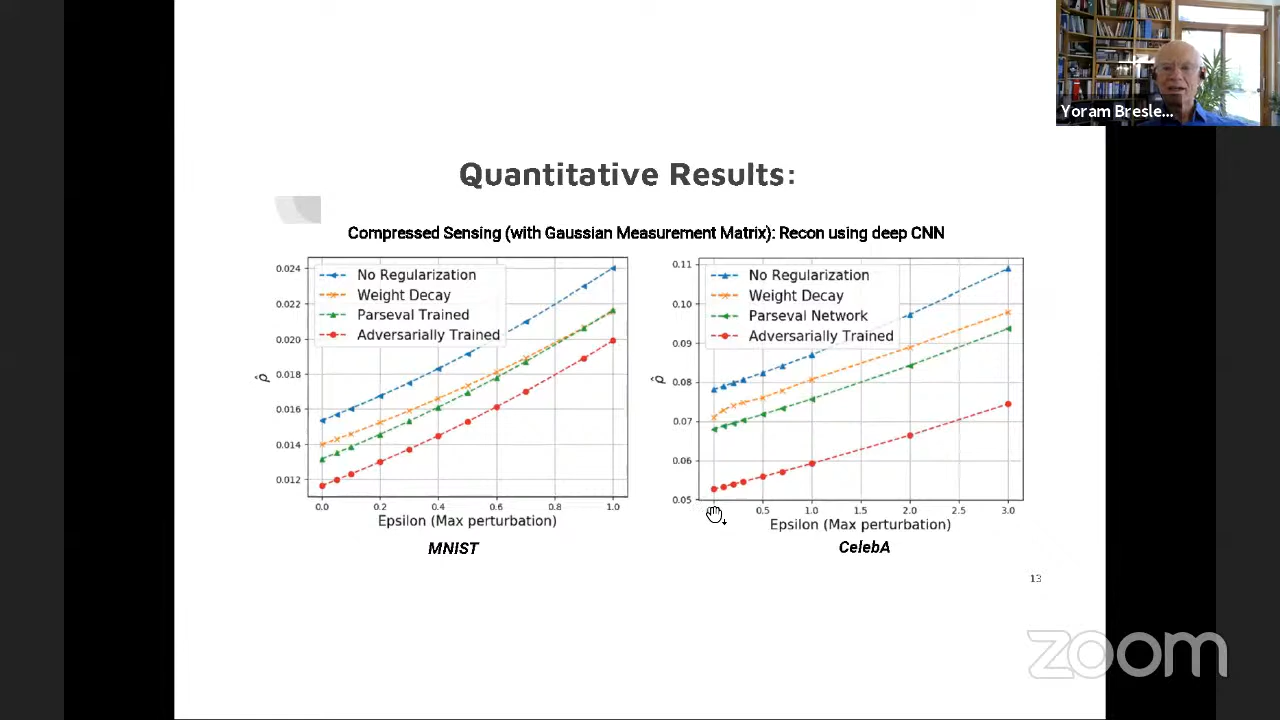 Yoram Bresle...
Quantitative Results:
Compressed Sensing (with Gaussian Measurement Matrix): Recon using deep CNN
No Regularization
Weight Decay
Parseval Trained
Adversarially Trained
0.024
0.022
0.020
0.018
0.016
0.014
0.012
ρ̂
0.0 0.2 0.4 0.6 0.8 1.0
Epsilon (Max perturbation)
MNIST
No Regularization
Weight Decay
Parseval Network
Adversarially Trained
0.11
0.10
0.09
0.08
0.07
0.06
0.05
ρ̂
0.5 1.0 1.5 2.0 2.5 3.0
Epsilon (Max perturbation)
CelebA
13
zoom